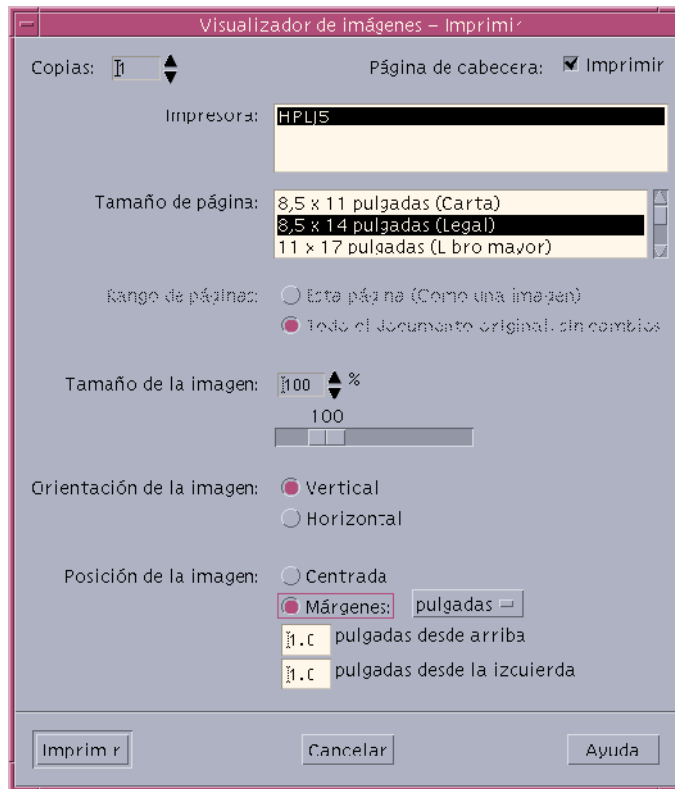 Visualizador de imágenes – Imprimir
Copias: 1 Página de cabecera: Imprimir
Impresora: HPLJ5
Tamaño de página: 8,5 x 11 pulgadas (Carta)
8,5 x 14 pulgadas (Legal)
11 x 17 pulgadas (L bro mayor)
Rango de páginas: Esta página (Como una imagen)
Todo el documento original, sin cambios
Tamaño de la imagen: 100 %
100
Orientación de la imagen: Vertical
Horizontal
Posición de la imagen: Centrada
Márgenes: pulgadas
1.0 pulgadas desde arriba
1.0 pulgadas desde la izcuierda
Imprim r Cancelar Ayuda